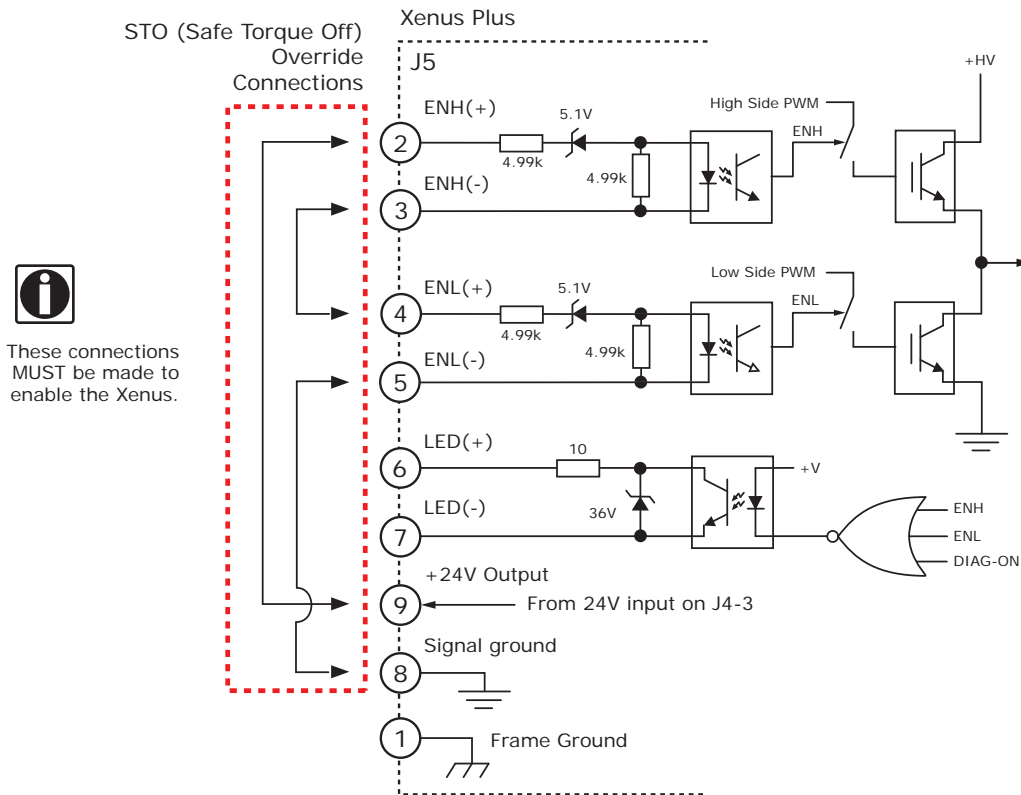 Xenus Plus
STO (Safe Torque Off)
Override
Connections
J5
+HV
ENH(+)
5.1V
High Side PWM
ENH
2
4.99k
4.99k
ENH(-)
3
Low Side PWM
ENL(+)
5.1V
ENL
4
4.99k
4.99k
ENL(-)
5
These connections
MUST be made to
enable the Xenus.
LED(+)
10
6
+V
36V
LED(-)
7
ENH
ENL
DIAG-ON
+24V Output
9
From 24V input on J4-3
Signal ground
8
1
Frame Ground